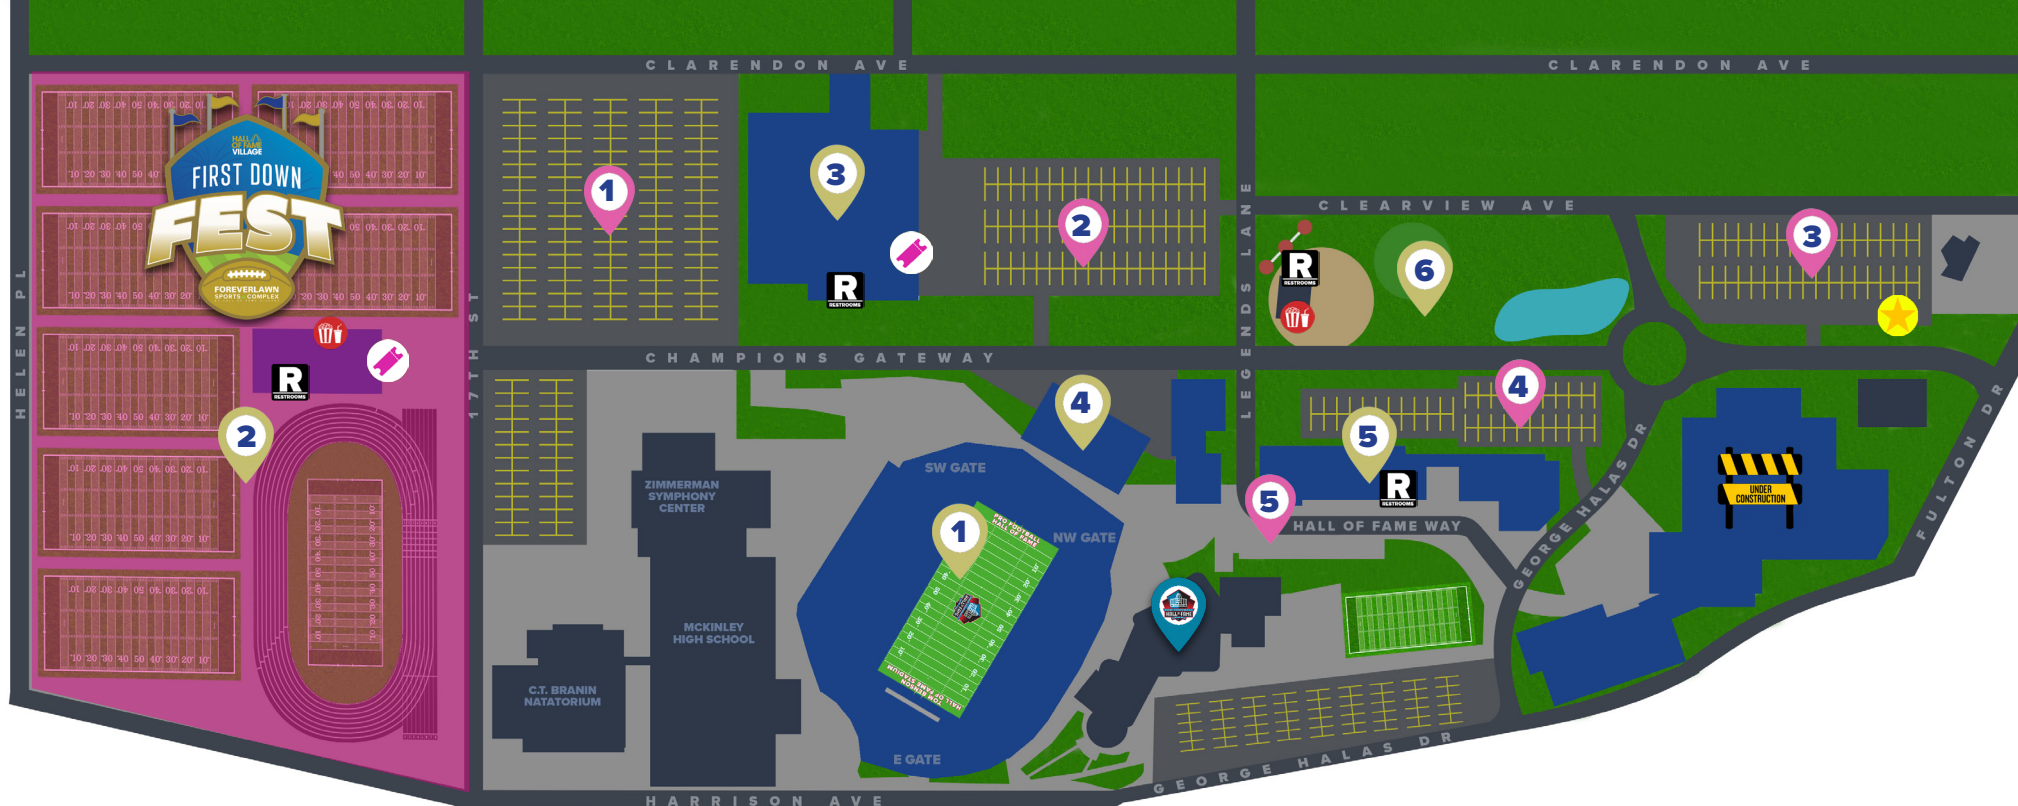 CLARENDON AVE
CLARENDON AVE
HALL OF FAME
VILLAGE
FIRST DOWN
FEST
FOREVERLAWN
SPORTS COMPLEX
1
3
2
CLEARVIEW AVE
6
3
R
RESTROOMS
R
RESTROOMS
HELEN PL
17TH ST
LEGENDS LANE
CHAMPIONS GATEWAY
R
RESTROOMS
2
4
4
5
R
RESTROOMS
5
HALL OF FAME WAY
GEORGE HALAS DR
UNDER
CONSTRUCTION
FULTON DR
SW GATE
ZIMMERMAN
SYMPHONY
CENTER
1
PRO FOOTBALL
HALL OF FAME
NW GATE
MCKINLEY
HIGH SCHOOL
TOM BENSON
HALL OF FAME STADIUM
C.T. BRANIN
NATATORIUM
E GATE
GEORGE HALAS DR
HARRISON AVE